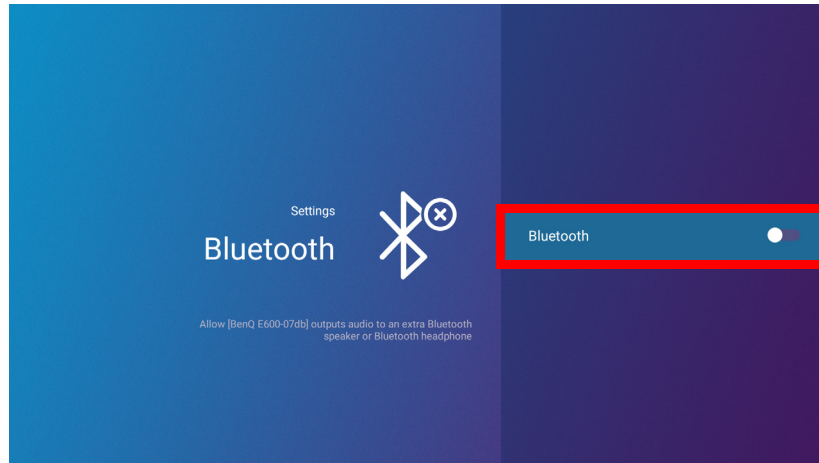 Settings
Bluetooth
Allow [BenQ E600-07db] outputs audio to an extra Bluetooth
speaker or Bluetooth headphone
Bluetooth